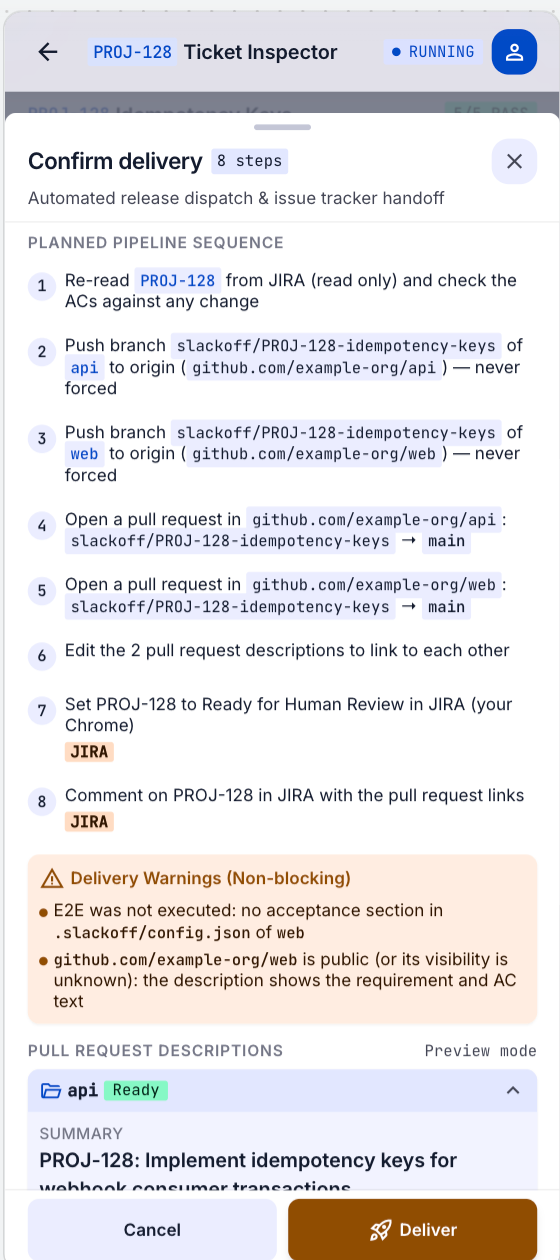 PROJ-128 Ticket Inspector RUNNING
PROJ-128 Idempotency Keys 5/5 PASS
Confirm delivery 8 steps
Automated release dispatch & issue tracker handoff
PLANNED PIPELINE SEQUENCE
1 Re-read PROJ-128 from JIRA (read only) and check the
ACs against any change
2 Push branch slackoff/PROJ-128-idempotency-keys of
api to origin ( github.com/example-org/api ) — never
forced
3 Push branch slackoff/PROJ-128-idempotency-keys of
web to origin ( github.com/example-org/web ) — never
forced
4 Open a pull request in github.com/example-org/api :
slackoff/PROJ-128-idempotency-keys → main
5 Open a pull request in github.com/example-org/web :
slackoff/PROJ-128-idempotency-keys → main
6 Edit the 2 pull request descriptions to link to each other
7 Set PROJ-128 to Ready for Human Review in JIRA (your
Chrome)
JIRA
8 Comment on PROJ-128 in JIRA with the pull request links
JIRA
Delivery Warnings (Non-blocking)
• E2E was not executed: no acceptance section in
.slackoff/config.json of web
• github.com/example-org/web is public (or its visibility is
unknown): the description shows the requirement and AC
text
PULL REQUEST DESCRIPTIONS Preview mode
api Ready
SUMMARY
PROJ-128: Implement idempotency keys for
webhook consumer transactions
Cancel Deliver